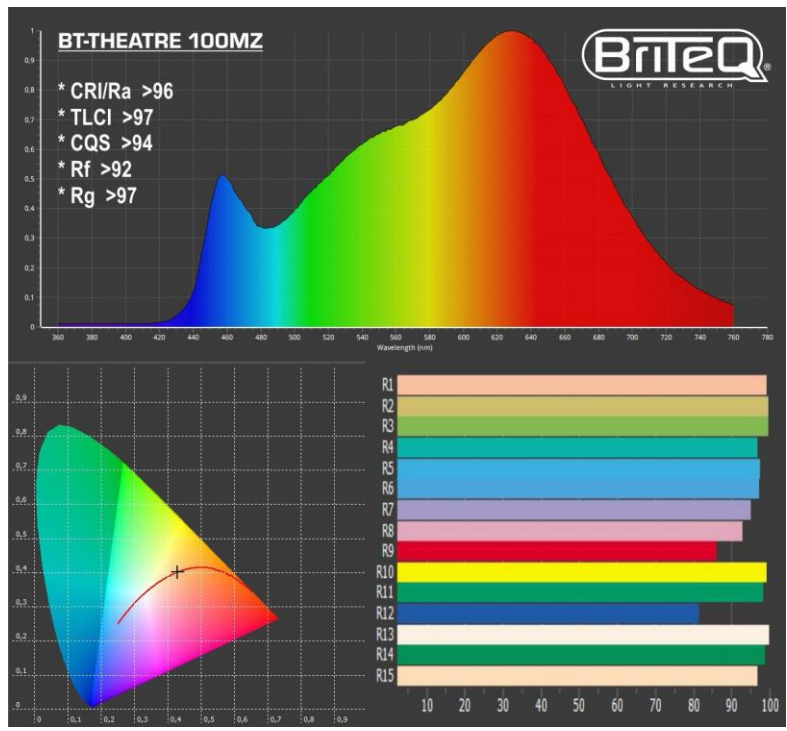 BT-THEATRE 100MZ
* CRI/Ra >96
* TLCI >97
* CQS >94
* Rf >92
* Rg >97
BRITEQ®
LIGHT RESEARCH
1
0,9
0,8
0,7
0,6
0,5
0,4
0,3
0,2
0,1
0
360 380 400 420 440 460 480 500 520 540 560 580 600 620 640 660 680 700 720 740 760 780
Wavelength (nm)
0,9
0,8
0,7
0,6
0,5
0,4
0,3
0,2
0,1
0
0 0,1 0,2 0,3 0,4 0,5 0,6 0,7 0,8 0,9
R1
R2
R3
R4
R5
R6
R7
R8
R9
R10
R11
R12
R13
R14
R15
10 20 30 40 50 60 70 80 90 100